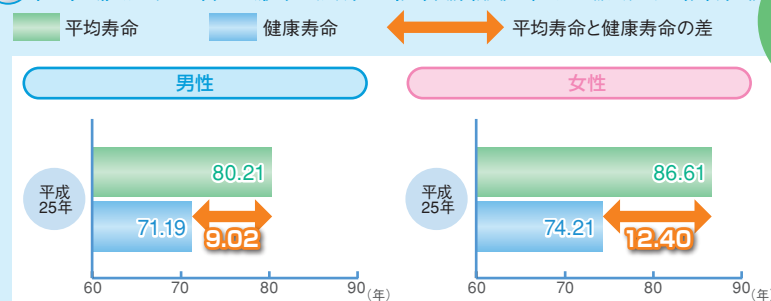 平均寿命 健康寿命 平均寿命と健康寿命の差
男性
平成
25年
80.21
71.19
9.02
60 70 80 90(年)
女性
平成
25年
86.61
74.21
12.40
60 70 80 90(年)